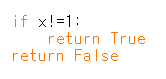 if x!=1:
    return True
return False